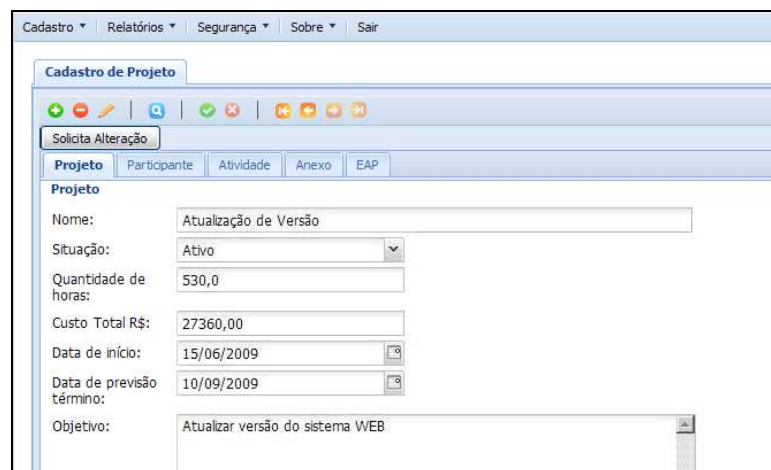 Cadastro Relatórios Segurança Sobre Sair
Cadastro de Projeto
Solicita Alteração
Projeto Participante Atividade Anexo EAP
Projeto
Nome: Atualização de Versão
Situação: Ativo
Quantidade de horas: 530,0
Custo Total R$: 27360,00
Data de início: 15/06/2009
Data de previsão término: 10/09/2009
Objetivo: Atualizar versão do sistema WEB